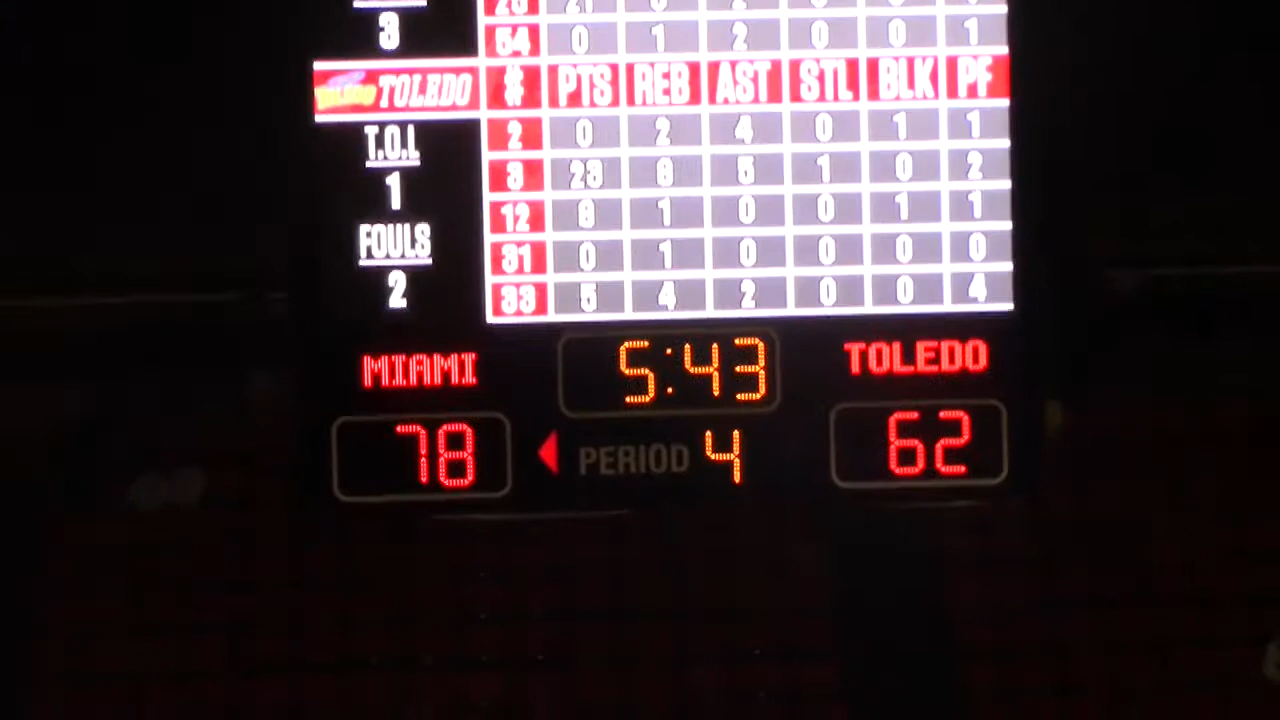 3
54 0 1 2 0 0 1
TOLEDO TOLEDO # PTS REB AST STL BLK PF
T.O.L
1
FOULS
2
2 0 2 4 0 1 1
3 23 8 5 1 0 2
12 8 1 0 0 1 1
31 0 1 0 0 0 0
33 5 4 2 0 0 4
MIAMI 5:43 TOLEDO
78 PERIOD 4 62